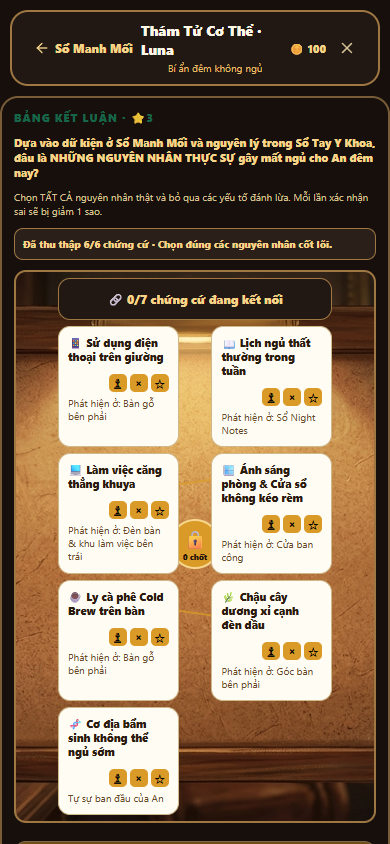 Thám Tử Cơ Thể ·
← Sổ Manh Mối Luna 100 ×
Bí ẩn đêm không ngủ
BẢNG KẾT LUẬN · ⭐3
Dựa vào dữ kiện ở Sổ Manh Mối và nguyên lý trong Sổ Tay Y Khoa,
đâu là NHỮNG NGUYÊN NHÂN THỰC SỰ gây mất ngủ cho An đêm
nay?
Chọn TẤT CẢ nguyên nhân thật và bỏ qua các yếu tố đánh lừa. Mỗi lần xác nhận
sai sẽ bị giảm 1 sao.
Đã thu thập 6/6 chứng cứ · Chọn đúng các nguyên nhân cốt lõi.
🔗 0/7 chứng cứ đang kết nối
Sử dụng điện
thoại trên giường
× ☆
Phát hiện ở: Bàn gỗ
bên phải
Lịch ngủ thất
thường trong
tuần
× ☆
Phát hiện ở: Sổ Night
Notes
Làm việc căng
thẳng khuya
× ☆
Phát hiện ở: Đèn bàn
& khu làm việc bên
trái
Ánh sáng
phòng & Cửa sổ
không kéo rèm
× ☆
Phát hiện ở: Cửa ban
công
0 chốt
Ly cà phê Cold
Brew trên bàn
× ☆
Phát hiện ở: Bàn gỗ
bên phải
Chậu cây
dương xỉ cạnh
đèn dầu
× ☆
Phát hiện ở: Góc bàn
bên phải
Cơ địa bẩm
sinh không thể
ngủ sớm
× ☆
Tự sự ban đầu của An